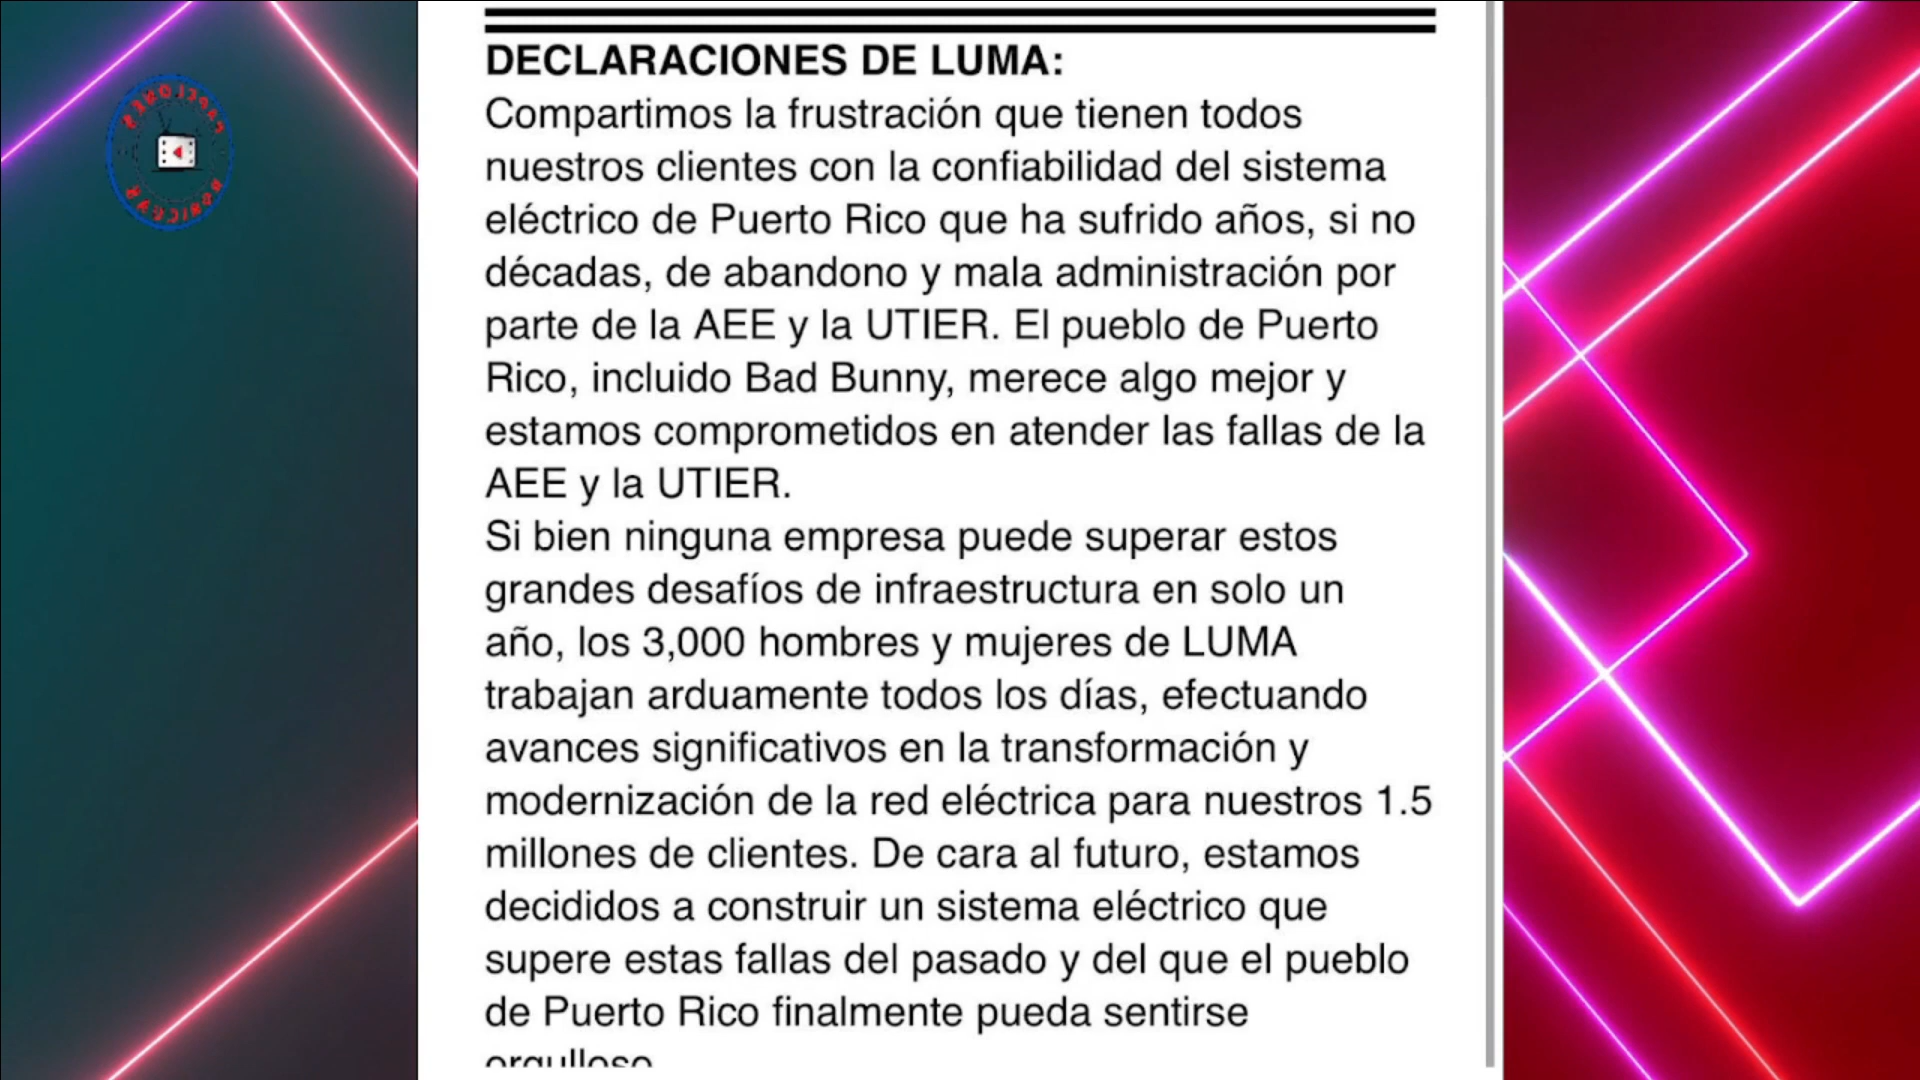 DECLARACIONES DE LUMA:
Compartimos la frustración que tienen todos
nuestros clientes con la confiabilidad del sistema
eléctrico de Puerto Rico que ha sufrido años, si no
décadas, de abandono y mala administración por
parte de la AEE y la UTIER. El pueblo de Puerto
Rico, incluido Bad Bunny, merece algo mejor y
estamos comprometidos en atender las fallas de la
AEE y la UTIER.
Si bien ninguna empresa puede superar estos
grandes desafíos de infraestructura en solo un
año, los 3,000 hombres y mujeres de LUMA
trabajan arduamente todos los días, efectuando
avances significativos en la transformación y
modernización de la red eléctrica para nuestros 1.5
millones de clientes. De cara al futuro, estamos
decididos a construir un sistema eléctrico que
supere estas fallas del pasado y del que el pueblo
de Puerto Rico finalmente pueda sentirse
orgulloso